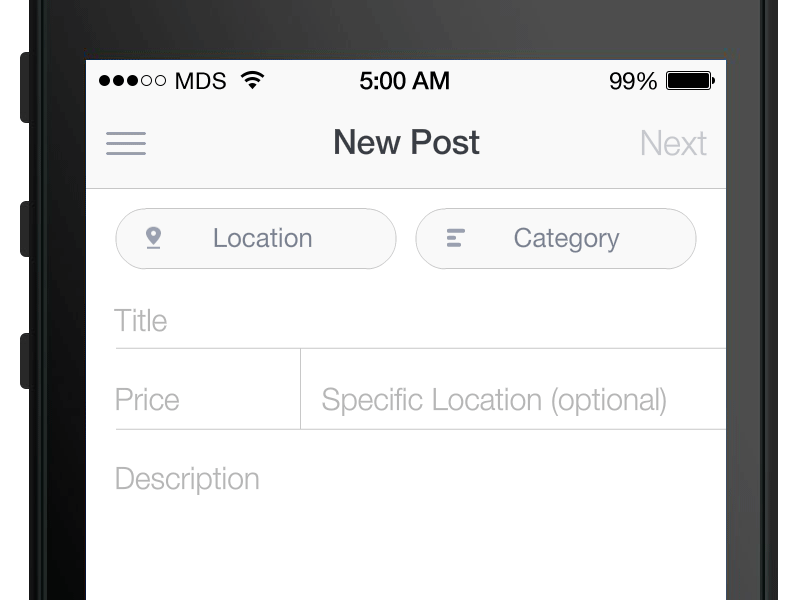 MDS 5:00 AM 99%
New Post Next
Location Category
Title
Price Specific Location (optional)
Description